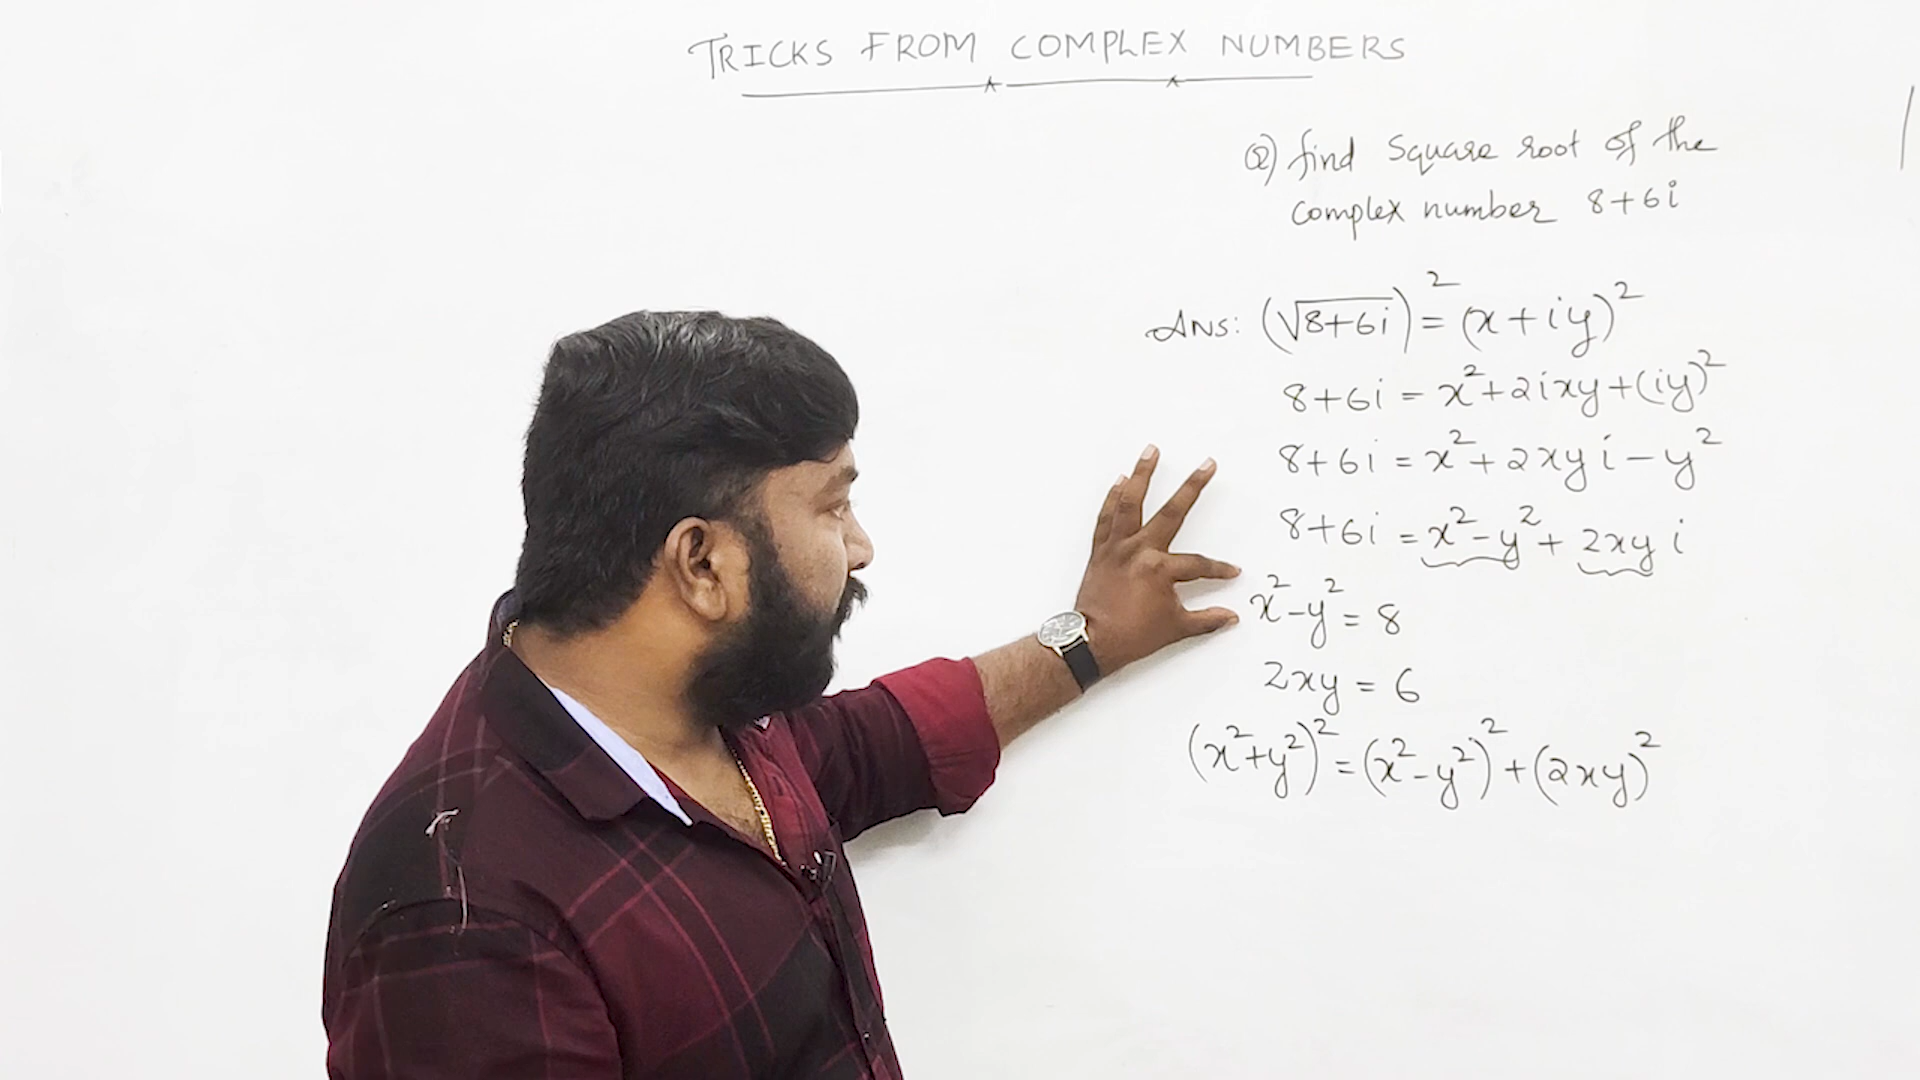 TRICKS FROM COMPLEX NUMBERS
Q) find square root of the
complex number 8+6i
Ans: (√8+6i)² = (x+iy)²
8+6i = x²+2ixy+(iy)²
8+6i = x²+2xyi-y²
8+6i = x²-y²+2xyi
x²-y² = 8
2xy = 6
(x²+y²)² = (x²-y²)²+(2xy)²